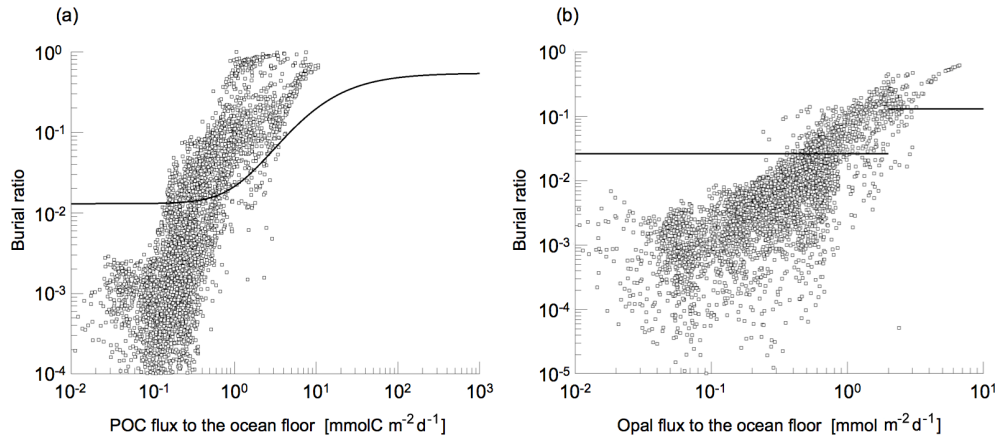 (a)
10^0
10^-1
10^-2
10^-3
10^-4
Burial ratio
10^-2 10^-1 10^0 10^1 10^2 10^3
POC flux to the ocean floor [mmolC m^-2 d^-1]
(b)
10^0
10^-1
10^-2
10^-3
10^-4
10^-5
Burial ratio
10^-2 10^-1 10^0 10^1
Opal flux to the ocean floor [mmol m^-2 d^-1]